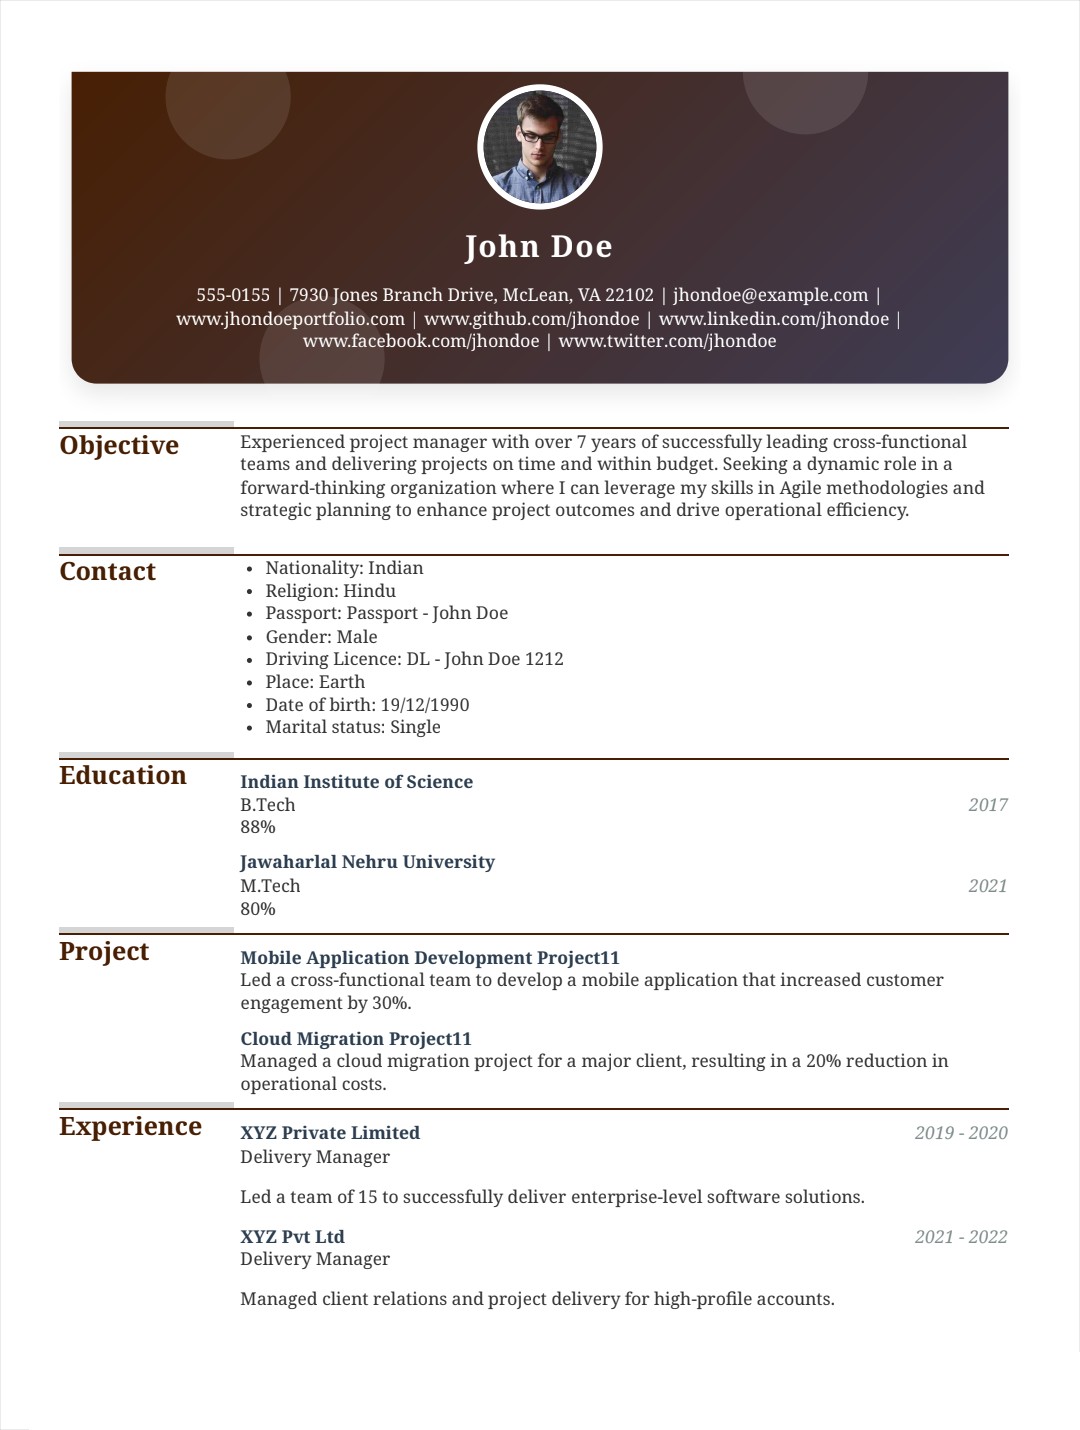 John Doe
555-0155 | 7930 Jones Branch Drive, McLean, VA 22102 | jhondoe@example.com |
www.jhondoeportfolio.com | www.github.com/jhondoe | www.linkedin.com/jhondoe |
www.facebook.com/jhondoe | www.twitter.com/jhondoe
Objective
Experienced project manager with over 7 years of successfully leading cross-functional
teams and delivering projects on time and within budget. Seeking a dynamic role in a
forward-thinking organization where I can leverage my skills in Agile methodologies and
strategic planning to enhance project outcomes and drive operational efficiency.
Contact
• Nationality: Indian
• Religion: Hindu
• Passport: Passport - John Doe
• Gender: Male
• Driving Licence: DL - John Doe 1212
• Place: Earth
• Date of birth: 19/12/1990
• Marital status: Single
Education
Indian Institute of Science
B.Tech 2017
88%
Jawaharlal Nehru University
M.Tech 2021
80%
Project
Mobile Application Development Project11
Led a cross-functional team to develop a mobile application that increased customer
engagement by 30%.
Cloud Migration Project11
Managed a cloud migration project for a major client, resulting in a 20% reduction in
operational costs.
Experience
XYZ Private Limited 2019 - 2020
Delivery Manager
Led a team of 15 to successfully deliver enterprise-level software solutions.
XYZ Pvt Ltd 2021 - 2022
Delivery Manager
Managed client relations and project delivery for high-profile accounts.